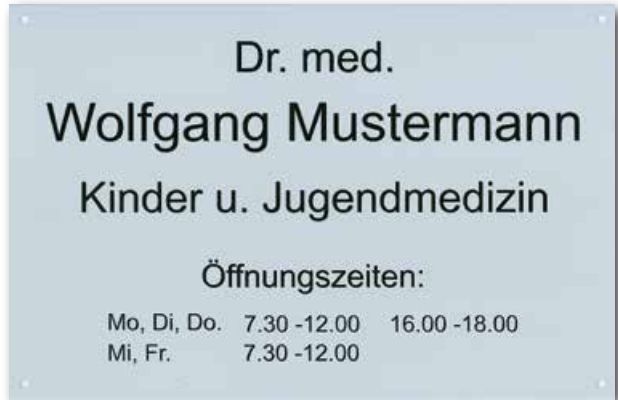 Dr. med.
Wolfgang Mustermann
Kinder u. Jugendmedizin
Öffnungszeiten:
Mo, Di, Do. 7.30 -12.00 16.00 -18.00
Mi, Fr. 7.30 -12.00